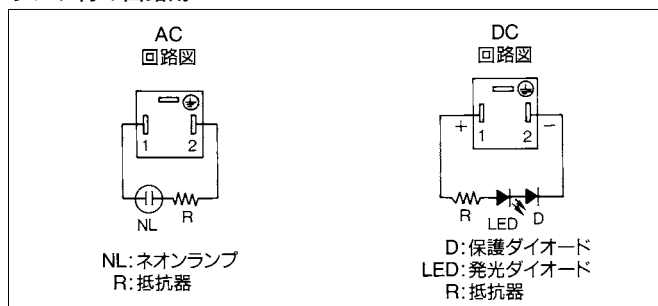 AC
回路図
1 2
NL
R
NL:ネオンランプ
R:抵抗器
DC
回路図
+ −
1 2
R
LED
D
D:保護ダイオード
LED:発光ダイオード
R:抵抗器